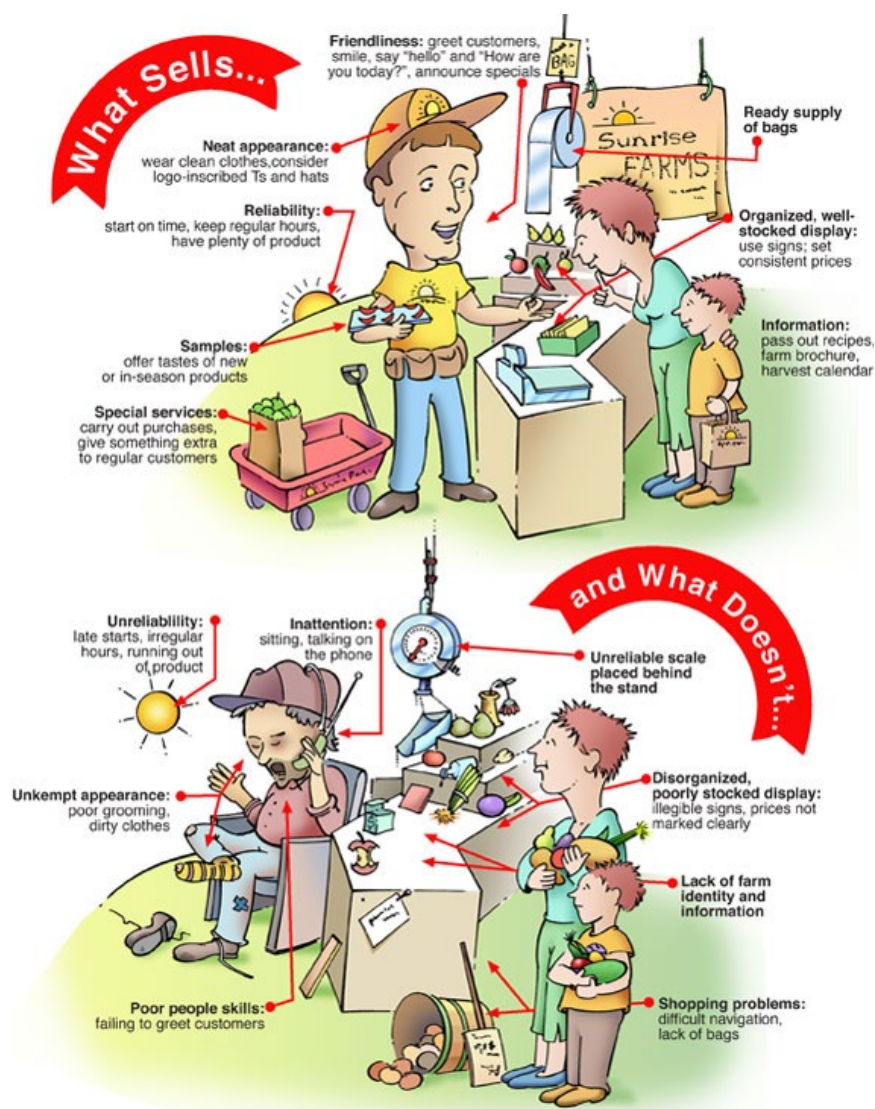 What Sells...
Friendliness: greet customers,
smile, say “hello” and “How are
you today?”, announce specials
BAG
Ready supply
of bags
Sunrise
FARMS
Neat appearance:
wear clean clothes,consider
logo-inscribed Ts and hats
Reliability:
start on time, keep regular hours,
have plenty of product
Organized, well-
stocked display:
use signs; set
consistent prices
Samples:
offer tastes of new
or in-season products
Information:
pass out recipes,
farm brochure,
harvest calendar
Special services:
carry out purchases,
give something extra
to regular customers
and What Doesn't...
Unreliablility:
late starts, irregular
hours, running out
of product
Inattention:
sitting, talking on
the phone
Unreliable scale
placed behind
the stand
Unkempt appearance:
poor grooming,
dirty clothes
Disorganized,
poorly stocked display:
illegible signs, prices not
marked clearly
Lack of farm
identity and
information
Poor people skills:
failing to greet customers
Shopping problems:
difficult navigation,
lack of bags